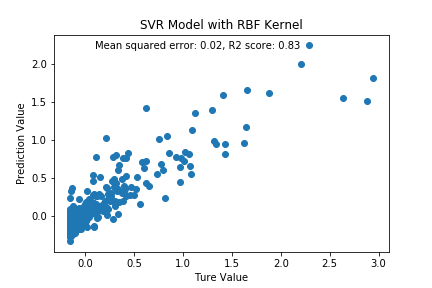 SVR Model with RBF Kernel
Mean squared error: 0.02, R2 score: 0.83
Prediction Value
2.0
1.5
1.0
0.5
0.0
0.0 0.5 1.0 1.5 2.0 2.5 3.0
Ture Value